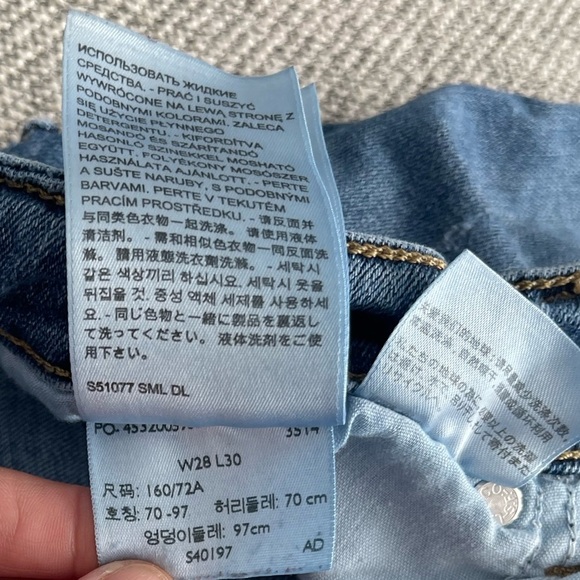 ИСПОЛЬЗОВАТЬ ЖИДКИЕ
СРЕДСТВА. - PRAĆ I SUSZYĆ
WYWRÓCONE NA LEWĄ STRONĘ Z
PODOBNYMI KOLORAMI, ZALECA
SIĘ UŻYCIE PŁYNNEGO
DETERGENTU. - KIFORDÍTVA
MOSANDÓ ÉS SZÁRÍTANDÓ
HASONLO SZINEKKEL MOSHATÓ
EGYÜTT, FOLYÉKONY MOSÓSZER
HASZNÁLATA AJÁNLOTT. - PERTE
A SUŠTE NARUBY, S PODOBNÝMI
BARVAMI. PERTE V TEKUTÉM
PRACÍM PROSTŘEDKU. - 请反面并
与同类色衣物一起洗涤。请使用液体
清洁剂。- 需和相似色衣物一同洗
滌。請用液態洗衣劑洗滌。- 세탁시
같은 색상끼리 하십시요. 세탁시 옷을
뒤집을 것. 중성 액체 세제를 사용하세
요. - 同じ色物と一緒に製品を裏返し
て洗ってください。液体洗剤をご使
用下さい。
S51077 SML DL
3514
W28 L30
尺码: 160/72A
호칭: 70 -97 허리둘레: 70 cm
엉덩이둘레: 97cm
S40197 AD